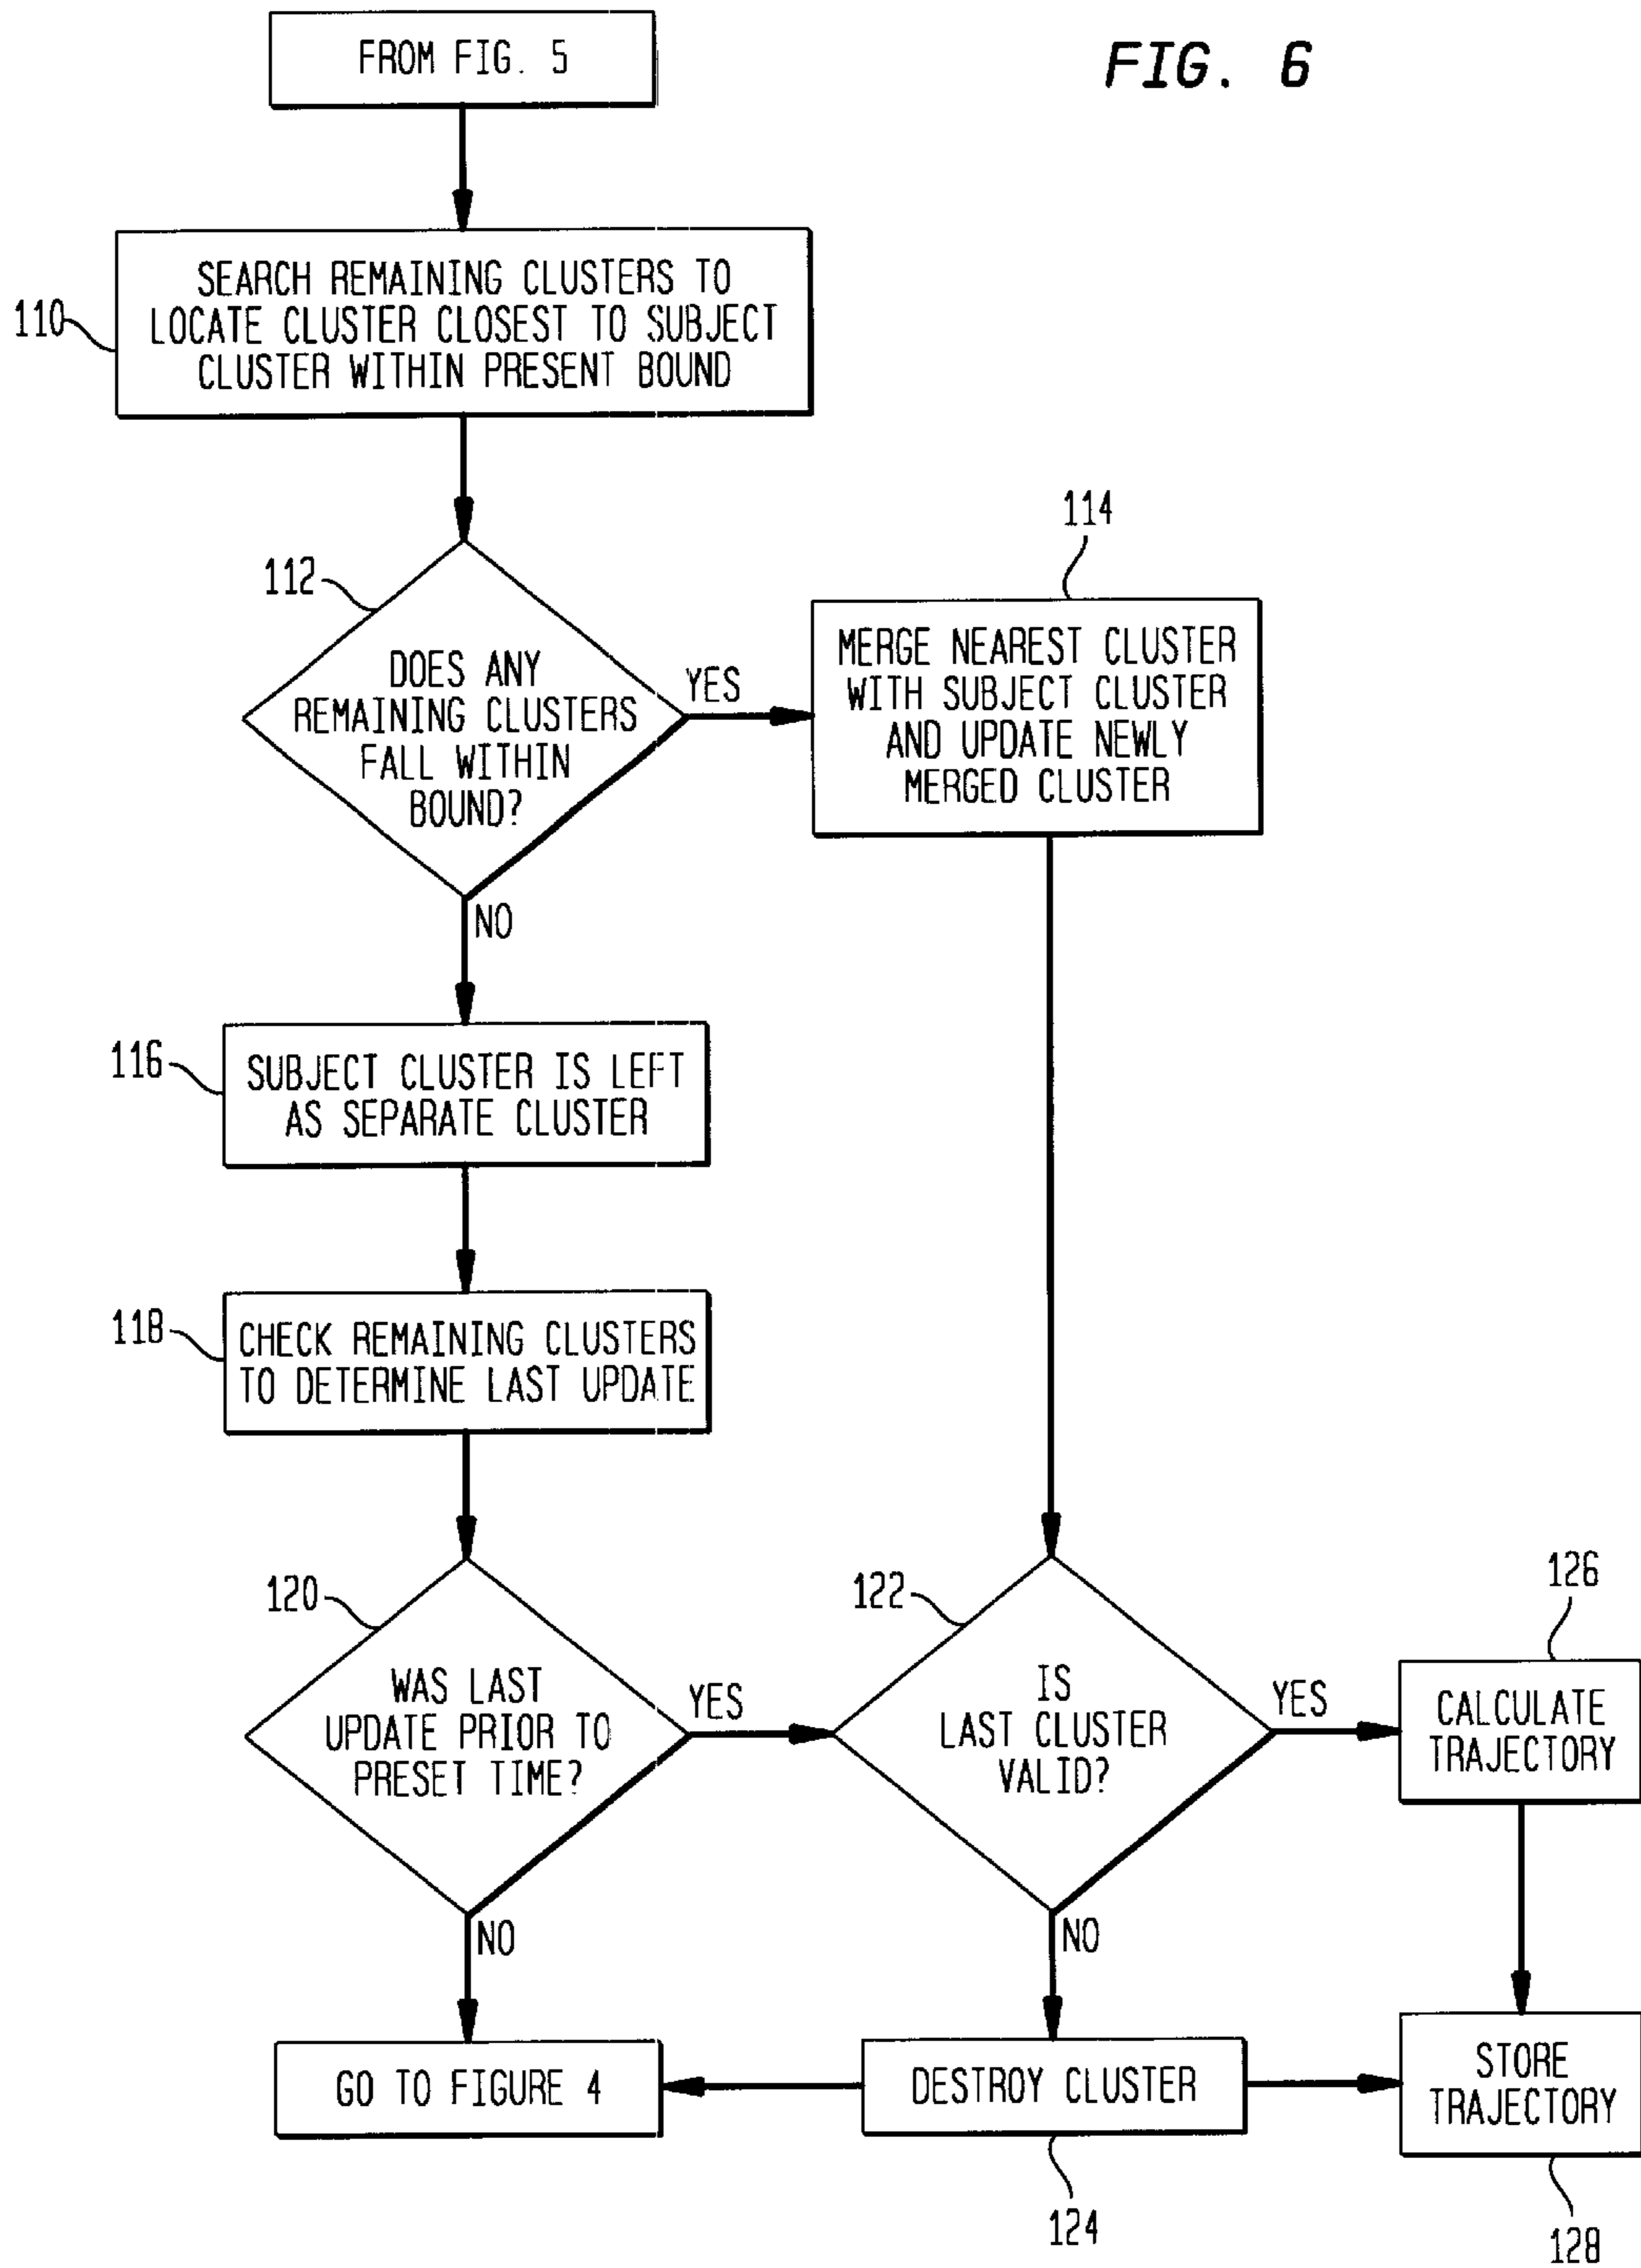 FROM FIG. 5
FIG. 6
110
SEARCH REMAINING CLUSTERS TO
LOCATE CLUSTER CLOSEST TO SUBJECT
CLUSTER WITHIN PRESENT BOUND
112
DOES ANY
REMAINING CLUSTERS
FALL WITHIN
BOUND?
YES
NO
114
MERGE NEAREST CLUSTER
WITH SUBJECT CLUSTER
AND UPDATE NEWLY
MERGED CLUSTER
116
SUBJECT CLUSTER IS LEFT
AS SEPARATE CLUSTER
118
CHECK REMAINING CLUSTERS
TO DETERMINE LAST UPDATE
120
WAS LAST
UPDATE PRIOR TO
PRESET TIME?
YES
NO
122
IS
LAST CLUSTER
VALID?
YES
NO
126
CALCULATE
TRAJECTORY
GO TO FIGURE 4
DESTROY CLUSTER
124
STORE
TRAJECTORY
128